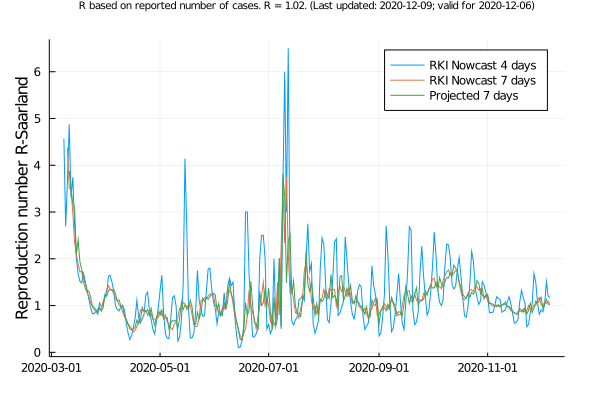 R based on reported number of cases. R = 1.02. (Last updated: 2020-12-09; valid for 2020-12-06)
Reproduction number R-Saarland
6
5
4
3
2
1
0
RKI Nowcast 4 days
RKI Nowcast 7 days
Projected 7 days
2020-03-01
2020-05-01
2020-07-01
2020-09-01
2020-11-01